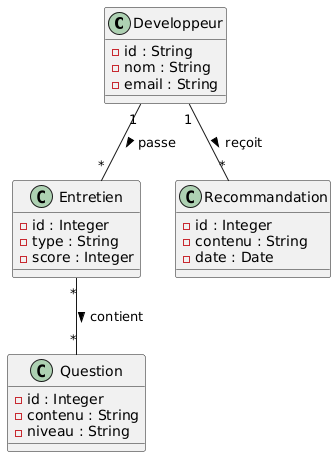 C Developpeur
id : String
nom : String
email : String
1 1
passe reçoit
* *
C Entretien
id : Integer
type : String
score : Integer
C Recommandation
id : Integer
contenu : String
date : Date
*
contient
*
C Question
id : Integer
contenu : String
niveau : String